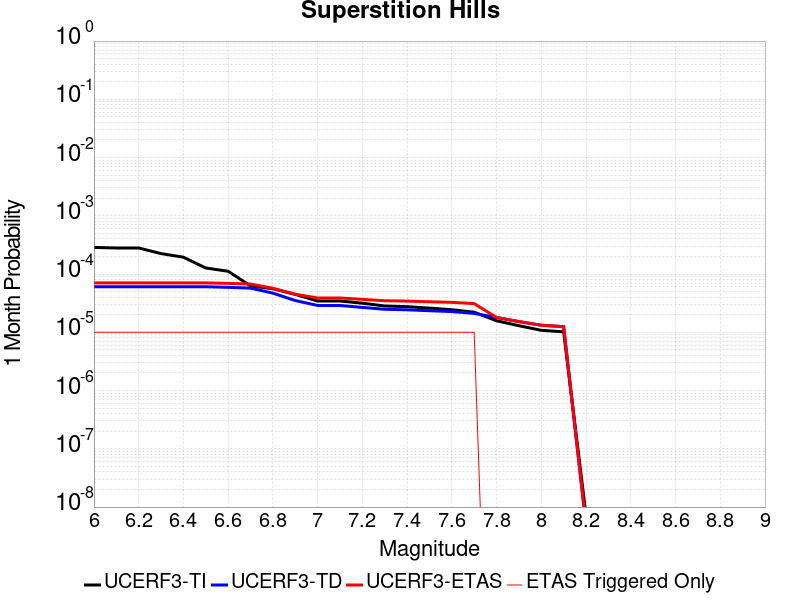 Superstition Hills
10^0
10^-1
10^-2
10^-3
10^-4
10^-5
10^-6
10^-7
10^-8
1 Month Probability
6 6.2 6.4 6.6 6.8 7 7.2 7.4 7.6 7.8 8 8.2 8.4 8.6 8.8 9
Magnitude
UCERF3-TI UCERF3-TD UCERF3-ETAS ETAS Triggered Only